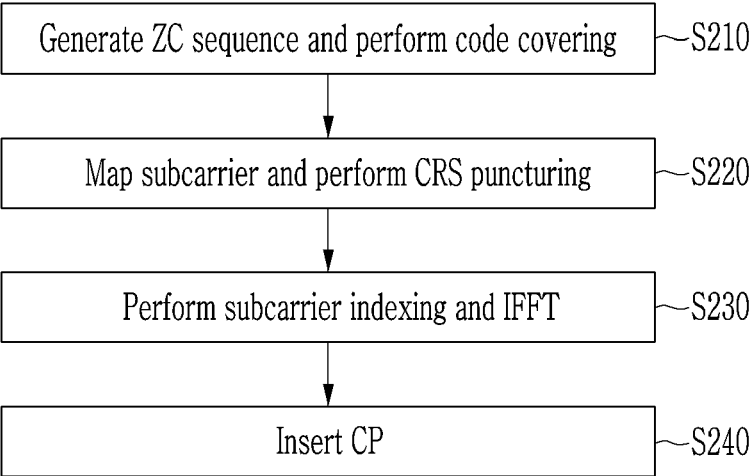 Generate ZC sequence and perform code covering S210
Map subcarrier and perform CRS puncturing S220
Perform subcarrier indexing and IFFT S230
Insert CP S240